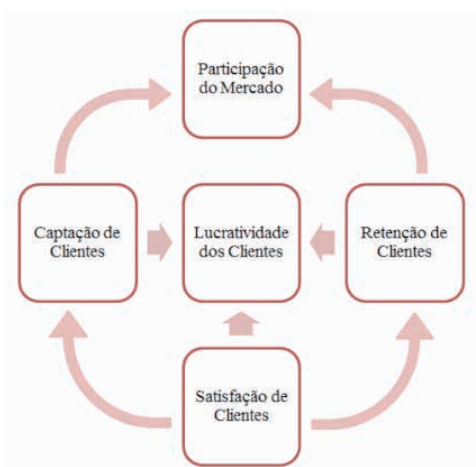 Participação
do Mercado
Captação de
Clientes
Lucratividade
dos Clientes
Retenção de
Clientes
Satisfação de
Clientes